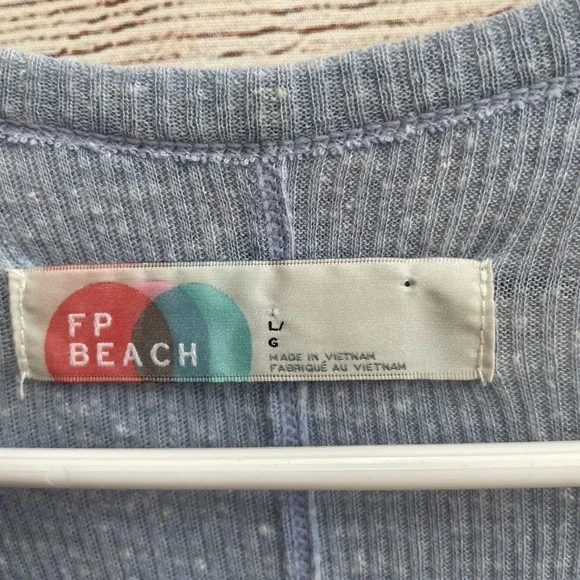 FP
BEACH
L/
G
MADE IN VIETNAM
FABRIQUÉ AU VIETNAM